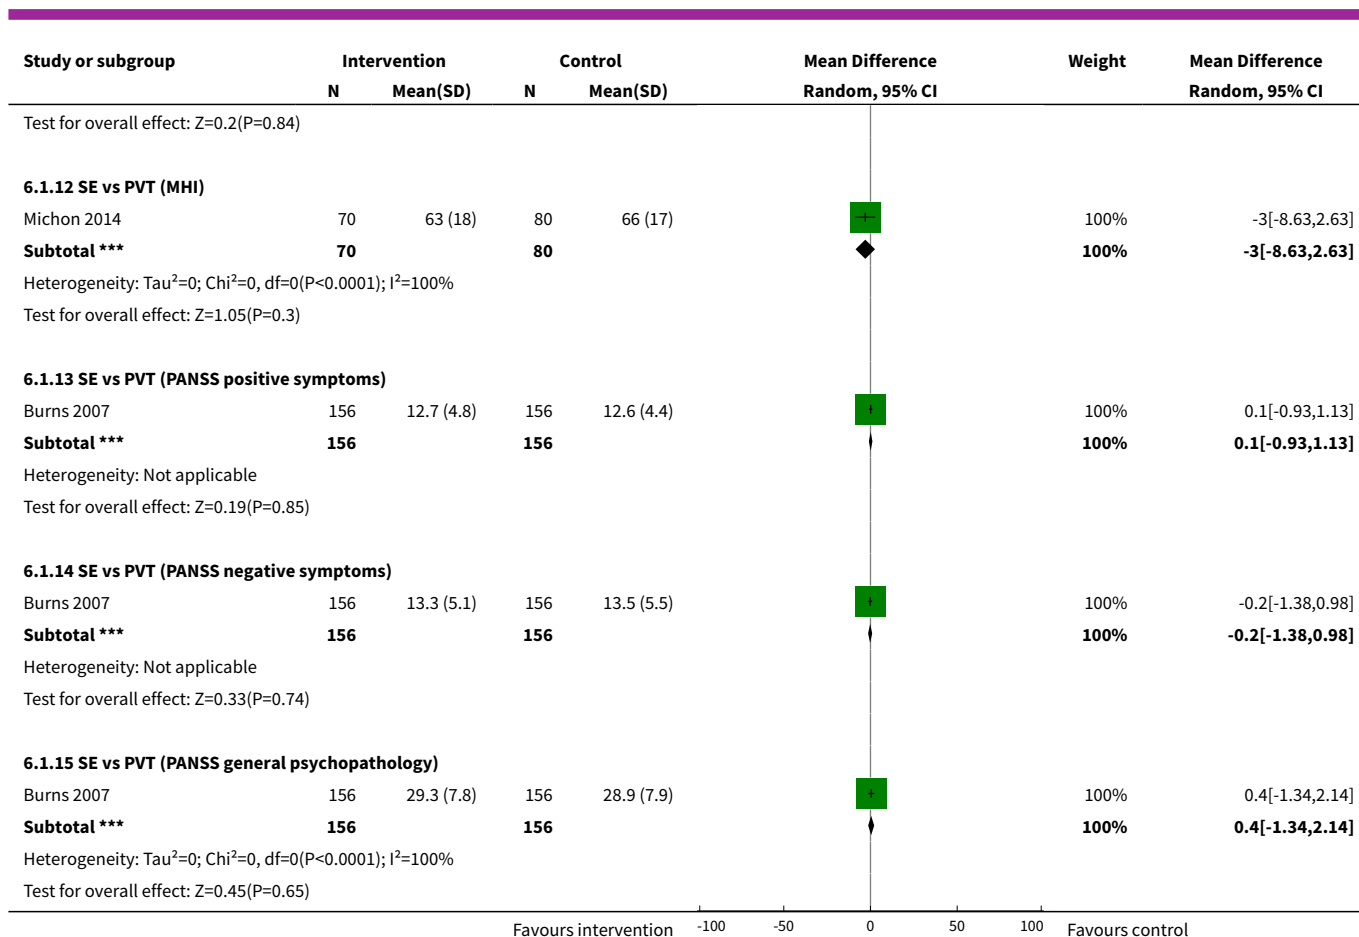 Study or subgroup Intervention Control Mean Difference Weight Mean Difference
N Mean(SD) N Mean(SD) Random, 95% CI Random, 95% CI
Test for overall effect: Z=0.2(P=0.84)
6.1.12 SE vs PVT (MHI)
Michon 2014 70 63 (18) 80 66 (17) 100% -3[-8.63,2.63]
Subtotal *** 70 80 100% -3[-8.63,2.63]
Heterogeneity: Tau²=0; Chi²=0, df=0(P<0.0001); I²=100%
Test for overall effect: Z=1.05(P=0.3)
6.1.13 SE vs PVT (PANSS positive symptoms)
Burns 2007 156 12.7 (4.8) 156 12.6 (4.4) 100% 0.1[-0.93,1.13]
Subtotal *** 156 156 100% 0.1[-0.93,1.13]
Heterogeneity: Not applicable
Test for overall effect: Z=0.19(P=0.85)
6.1.14 SE vs PVT (PANSS negative symptoms)
Burns 2007 156 13.3 (5.1) 156 13.5 (5.5) 100% -0.2[-1.38,0.98]
Subtotal *** 156 156 100% -0.2[-1.38,0.98]
Heterogeneity: Not applicable
Test for overall effect: Z=0.33(P=0.74)
6.1.15 SE vs PVT (PANSS general psychopathology)
Burns 2007 156 29.3 (7.8) 156 28.9 (7.9) 100% 0.4[-1.34,2.14]
Subtotal *** 156 156 100% 0.4[-1.34,2.14]
Heterogeneity: Tau²=0; Chi²=0, df=0(P<0.0001); I²=100%
Test for overall effect: Z=0.45(P=0.65)
Favours intervention -100 -50 0 50 100 Favours control